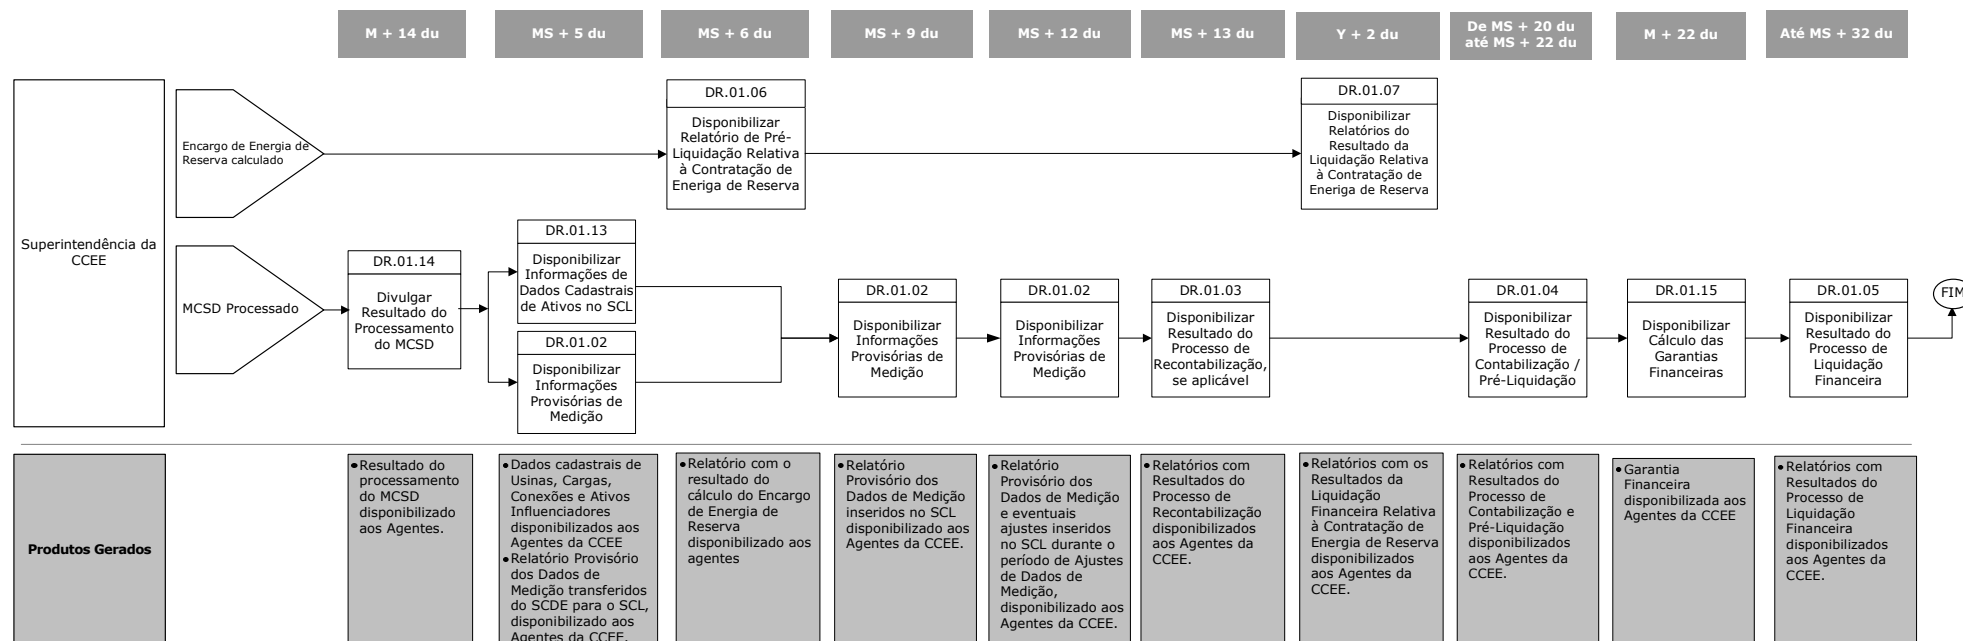 M + 14 du
MS + 5 du
MS + 6 du
MS + 9 du
MS + 12 du
MS + 13 du
Y + 2 du
De MS + 20 du
até MS + 22 du
M + 22 du
Até MS + 32 du
Superintendência da
CCEE
Encargo de Energia de
Reserva calculado
DR.01.06
Disponibilizar
Relatório de Pré-
Liquidação Relativa
à Contratação de
Eneriga de Reserva
DR.01.07
Disponibilizar
Relatórios do
Resultado da
Liquidação Relativa
à Contratação de
Eneriga de Reserva
MCSD Processado
DR.01.14
Divulgar
Resultado do
Processamento
do MCSD
DR.01.13
Disponibilizar
Informações de
Dados Cadastrais
de Ativos no SCL
DR.01.02
Disponibilizar
Informações
Provisórias de
Medição
DR.01.02
Disponibilizar
Informações
Provisórias de
Medição
DR.01.02
Disponibilizar
Informações
Provisórias de
Medição
DR.01.03
Disponibilizar
Resultado do
Processo de
Recontabilização,
se aplicável
DR.01.04
Disponibilizar
Resultado do
Processo de
Contabilização /
Pré-Liquidação
DR.01.15
Disponibilizar
Cálculo das
Garantias
Financeiras
DR.01.05
Disponibilizar
Resultado do
Processo de
Liquidação
Financeira
FIM
Produtos Gerados
•Resultado do
processamento
do MCSD
disponibilizado
aos Agentes.
•Dados cadastrais de
Usinas, Cargas,
Conexões e Ativos
Influenciadores
disponibilizados aos
Agentes da CCEE
•Relatório Provisório
dos Dados de
Medição transferidos
do SCDE para o SCL,
disponibilizado aos
Agentes da CCEE.
•Relatório com o
resultado do
cálculo do Encargo
de Energia de
Reserva
disponibilizado aos
agentes
•Relatório
Provisório dos
Dados de Medição
inseridos no SCL
disponibilizado aos
Agentes da CCEE.
•Relatório
Provisório dos
Dados de Medição
e eventuais
ajustes inseridos
no SCL durante o
período de Ajustes
de Dados de
Medição,
disponibilizado aos
Agentes da CCEE.
•Relatórios com
Resultados do
Processo de
Recontabilização
disponibilizados
aos Agentes da
CCEE.
•Relatórios com os
Resultados da
Liquidação
Financeira Relativa
à Contratação de
Energia de Reserva
disponibilizados
aos Agentes da
CCEE.
•Relatórios com
Resultados do
Processo de
Contabilização e
Pré-Liquidação
disponibilizados
aos Agentes da
CCEE.
•Garantia
Financeira
disponibilizada aos
Agentes da CCEE
•Relatórios com
Resultados do
Processo de
Liquidação
Financeira
disponibilizados
aos Agentes da
CCEE.